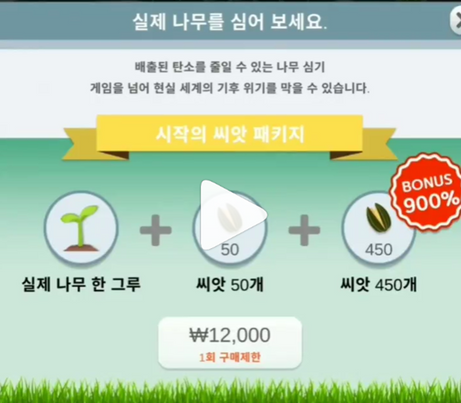 실제 나무를 심어 보세요.
배출된 탄소를 줄일 수 있는 나무 심기
게임을 넘어 현실 세계의 기후 위기를 막을 수 있습니다.
시작의 씨앗 패키지
BONUS
900%
50
450
실제 나무 한 그루
씨앗 50개
씨앗 450개
₩12,000
1회 구매제한